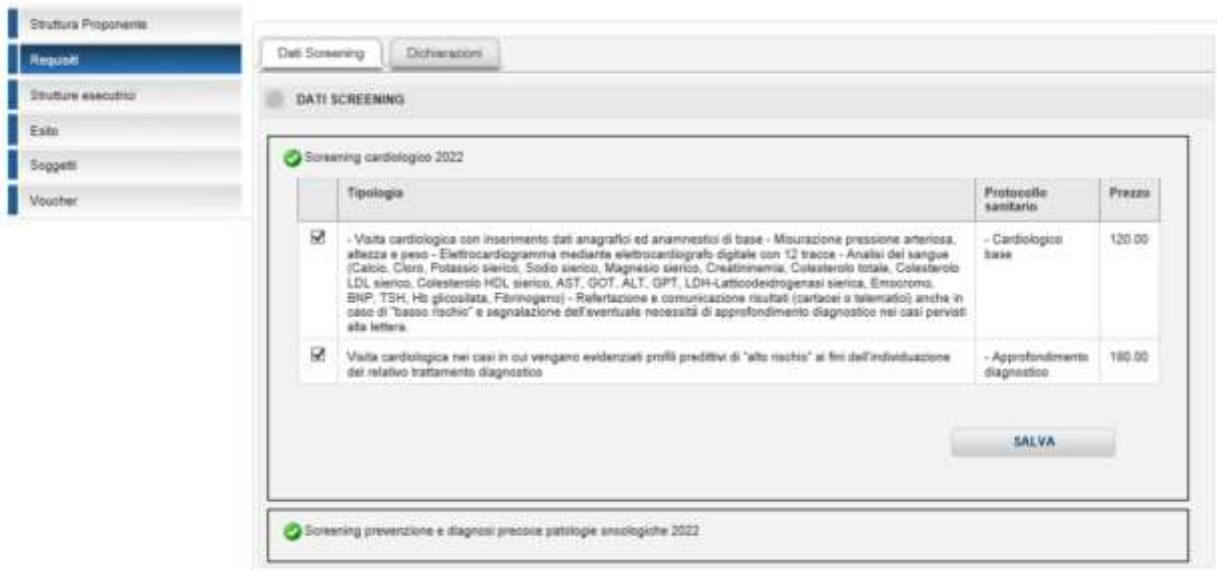 Struttura Proponente
Requisiti
Strutture esecutrici
Esito
Soggetti
Voucher
Dati Screening
Dichiarazioni
DATI SCREENING
Screening cardiologico 2022
Tipologia
Protocollo
sanitario
Prezzo
- Visita cardiologica con inserimento dati anagrafici ed anamnestici di base - Misurazione pressione arteriosa,
altezza e peso - Elettrocardiogramma mediante elettrocardiografo digitale con 12 tracce - Analisi del sangue
(Calcio, Cloro, Potassio sierico, Sodio sierico, Magnesio sierico, Creatininemia, Colesterolo totale, Colesterolo
LDL sierico, Colesterolo HDL sierico, AST, GOT, ALT, GPT, LDH-Latticodeidrogenasi sierica, Emocromo,
BNP, TSH, Hb glicosilata, Fibrinogeno) - Refertazione e comunicazione risultati (cartacei o telematici) anche in
caso di "basso rischio" e segnalazione dell'eventuale necessità di approfondimento diagnostico nei casi pervisti
alla lettera.
- Cardiologico
base
120.00
Visita cardiologica nei casi in cui vengano evidenziati profili predittivi di "alto rischio" ai fini dell'individuazione
del relativo trattamento diagnostico
- Approfondimento
diagnostico
180.00
SALVA
Screening prevenzione e diagnosi precoce patologie oncologiche 2022